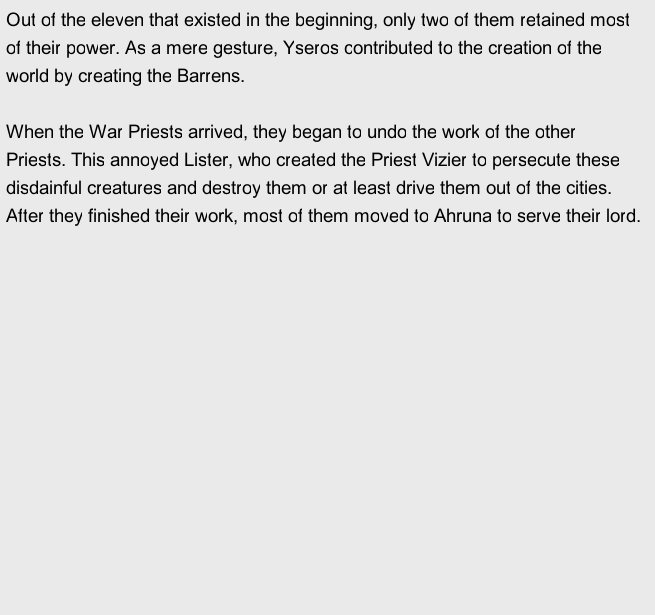 Out of the eleven that existed in the beginning, only two of them retained most
of their power. As a mere gesture, Yseros contributed to the creation of the
world by creating the Barrens.

When the War Priests arrived, they began to undo the work of the other
Priests. This annoyed Lister, who created the Priest Vizier to persecute these
disdainful creatures and destroy them or at least drive them out of the cities.
After they finished their work, most of them moved to Ahruna to serve their lord.